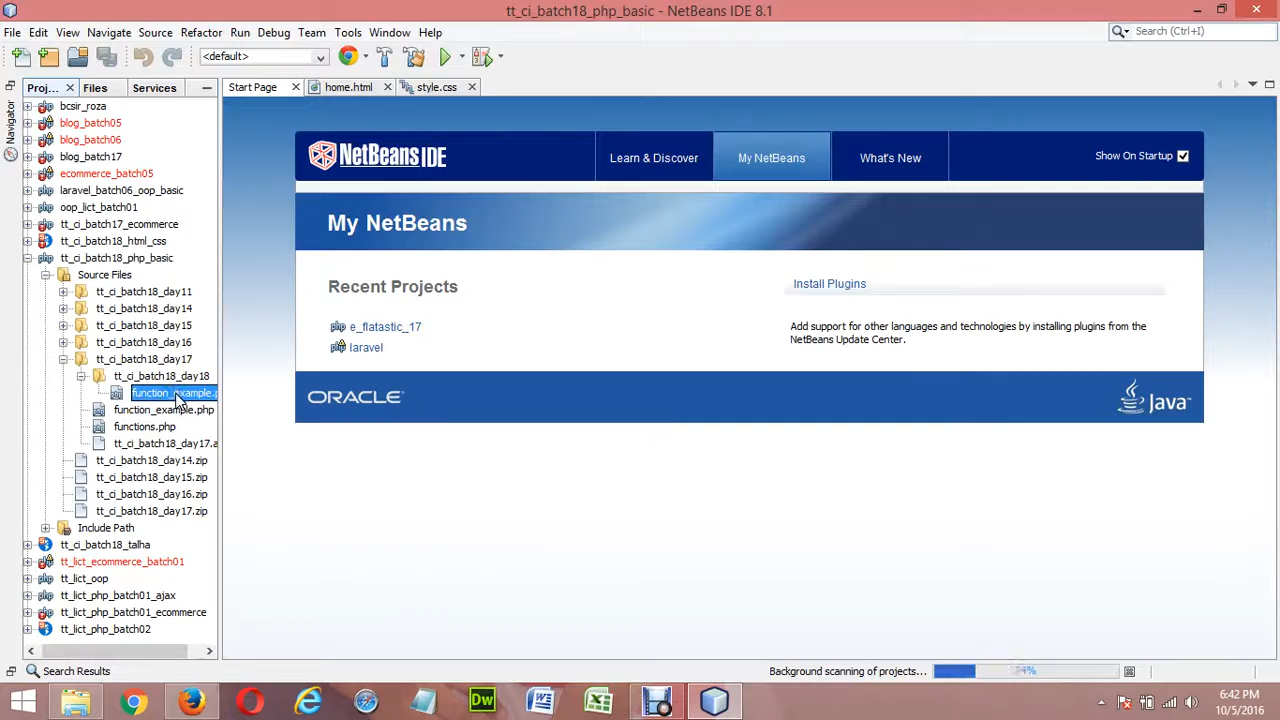 tt_ci_batch18_php_basic - NetBeans IDE 8.1
File Edit View Navigate Source Refactor Run Debug Team Tools Window Help
Search (Ctrl+I)
<default>
Proj... Files Services
Start Page home.html style.css
Navigator
bcsir_roza
blog_batch05
blog_batch06
blog_batch17
ecommerce_batch05
laravel_batch06_oop_basic
oop_lict_batch01
tt_ci_batch17_ecommerce
tt_ci_batch18_html_css
tt_ci_batch18_php_basic
Source Files
tt_ci_batch18_day11
tt_ci_batch18_day14
tt_ci_batch18_day15
tt_ci_batch18_day16
tt_ci_batch18_day17
tt_ci_batch18_day18
function_example.p
function_example.php
functions.php
tt_ci_batch18_day17.a
tt_ci_batch18_day14.zip
tt_ci_batch18_day15.zip
tt_ci_batch18_day16.zip
tt_ci_batch18_day17.zip
Include Path
tt_ci_batch18_talha
tt_lict_ecommerce_batch01
tt_lict_oop
tt_lict_php_batch01_ajax
tt_lict_php_batch01_ecommerce
tt_lict_php_batch02
NetBeans IDE
Learn & Discover My NetBeans What's New
Show On Startup
My NetBeans
Recent Projects
e_flatastic_17
laravel
Install Plugins
Add support for other languages and technologies by installing plugins from the
NetBeans Update Center.
ORACLE
Java
Search Results
Background scanning of projects...
Dw
6:42 PM
10/5/2016